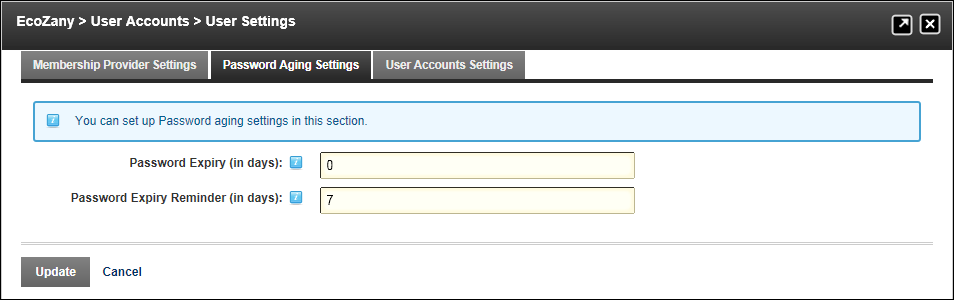 EcoZany > User Accounts > User Settings
Membership Provider Settings Password Aging Settings User Accounts Settings
You can set up Password aging settings in this section.
Password Expiry (in days): 0
Password Expiry Reminder (in days): 7
Update Cancel